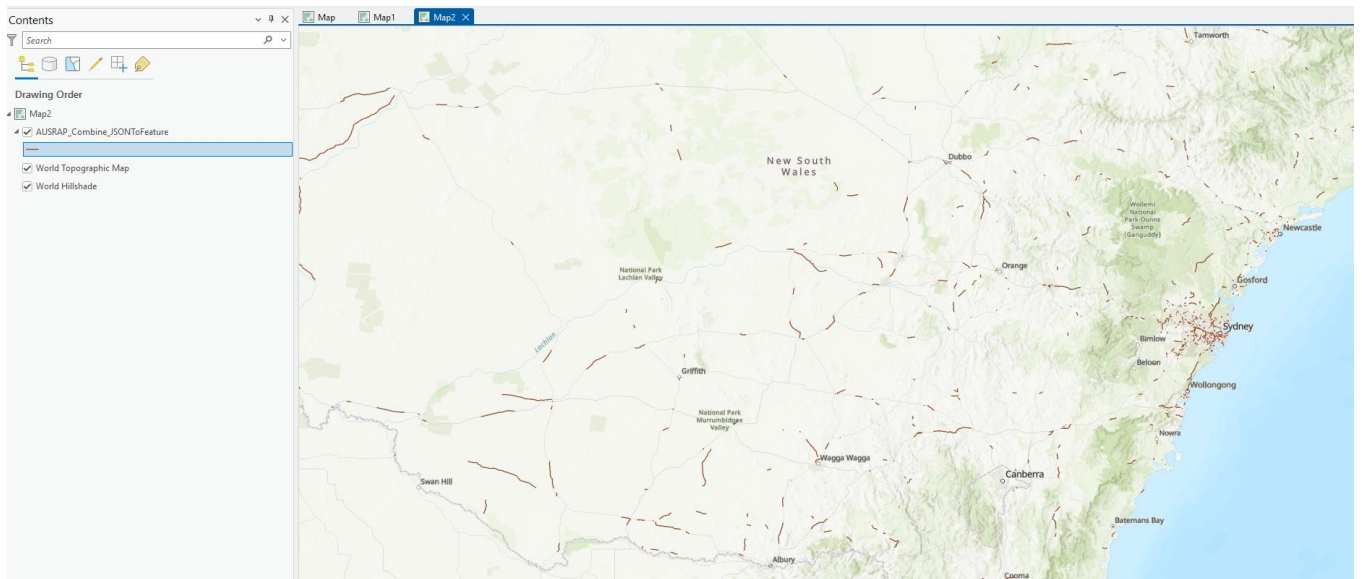 Contents
Search
Drawing Order
Map2
AUSRAP_Combine_JSONToFeature
World Topographic Map
World Hillshade
Map
Map1
Map2
Tamworth
New South
Wales
Dubbo
Wollemi
National
Park-Dunns
Swamp
(Ganguddy)
Newcastle
National Park
Lachlan Valley
Orange
Gosford
Sydney
Lachlan
Bimlow
Beloon
Griffith
Wollongong
National Park
Murrumbidgee
Valley
Nowra
Wagga Wagga
Canberra
Swan Hill
Batemans Bay
Albury
Cooma